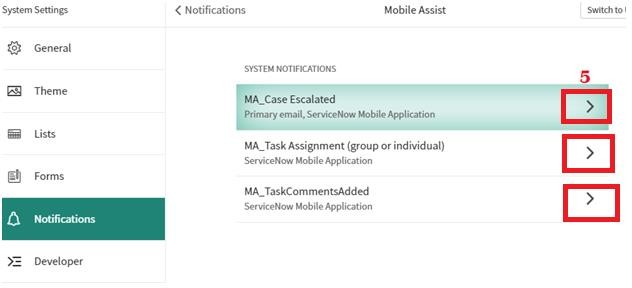 System Settings
Notifications
Mobile Assist
Switch to
General
Theme
Lists
Forms
Notifications
Developer
SYSTEM NOTIFICATIONS
5
MA_Case Escalated
Primary email, ServiceNow Mobile Application
MA_Task Assignment (group or individual)
ServiceNow Mobile Application
MA_TaskCommentsAdded
ServiceNow Mobile Application